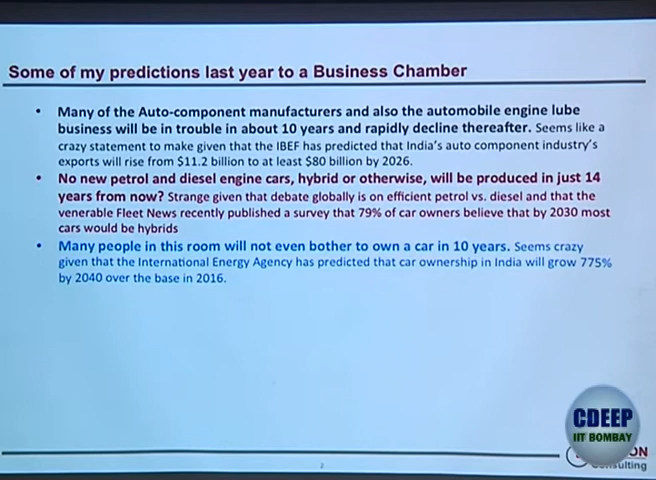 Some of my predictions last year to a Business Chamber
• Many of the Auto-component manufacturers and also the automobile engine lube
business will be in trouble in about 10 years and rapidly decline thereafter. Seems like a
crazy statement to make given that the IBEF has predicted that India's auto component industry's
exports will rise from $11.2 billion to at least $80 billion by 2026.
• No new petrol and diesel engine cars, hybrid or otherwise, will be produced in just 14
years from now? Strange given that debate globally is on efficient petrol vs. diesel and that the
venerable Fleet News recently published a survey that 79% of car owners believe that by 2030 most
cars would be hybrids
• Many people in this room will not even bother to own a car in 10 years. Seems crazy
given that the International Energy Agency has predicted that car ownership in India will grow 775%
by 2040 over the base in 2016.
CDEEP
IIT BOMBAY
ON
sulting
2